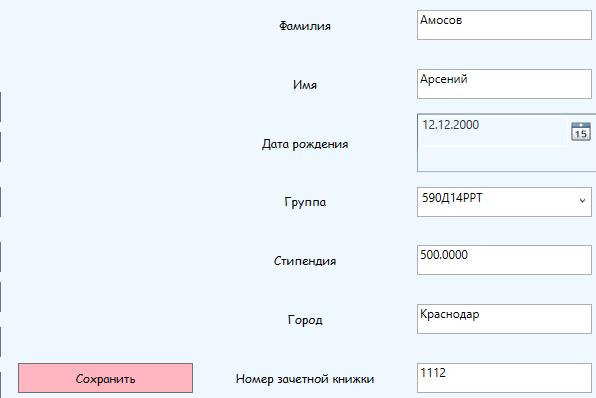 Фамилия Амосов
Имя Арсений
Дата рождения 12.12.2000 15
Группа 590Д14РРТ
Стипендия 500.0000
Город Краснодар
Сохранить Номер зачетной книжки 1112